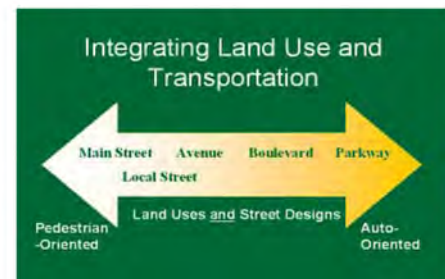 Integrating Land Use and
Transportation
Main Street Avenue Boulevard Parkway
Local Street
Land Uses and Street Designs
Pedestrian
-Oriented
Auto-
Oriented